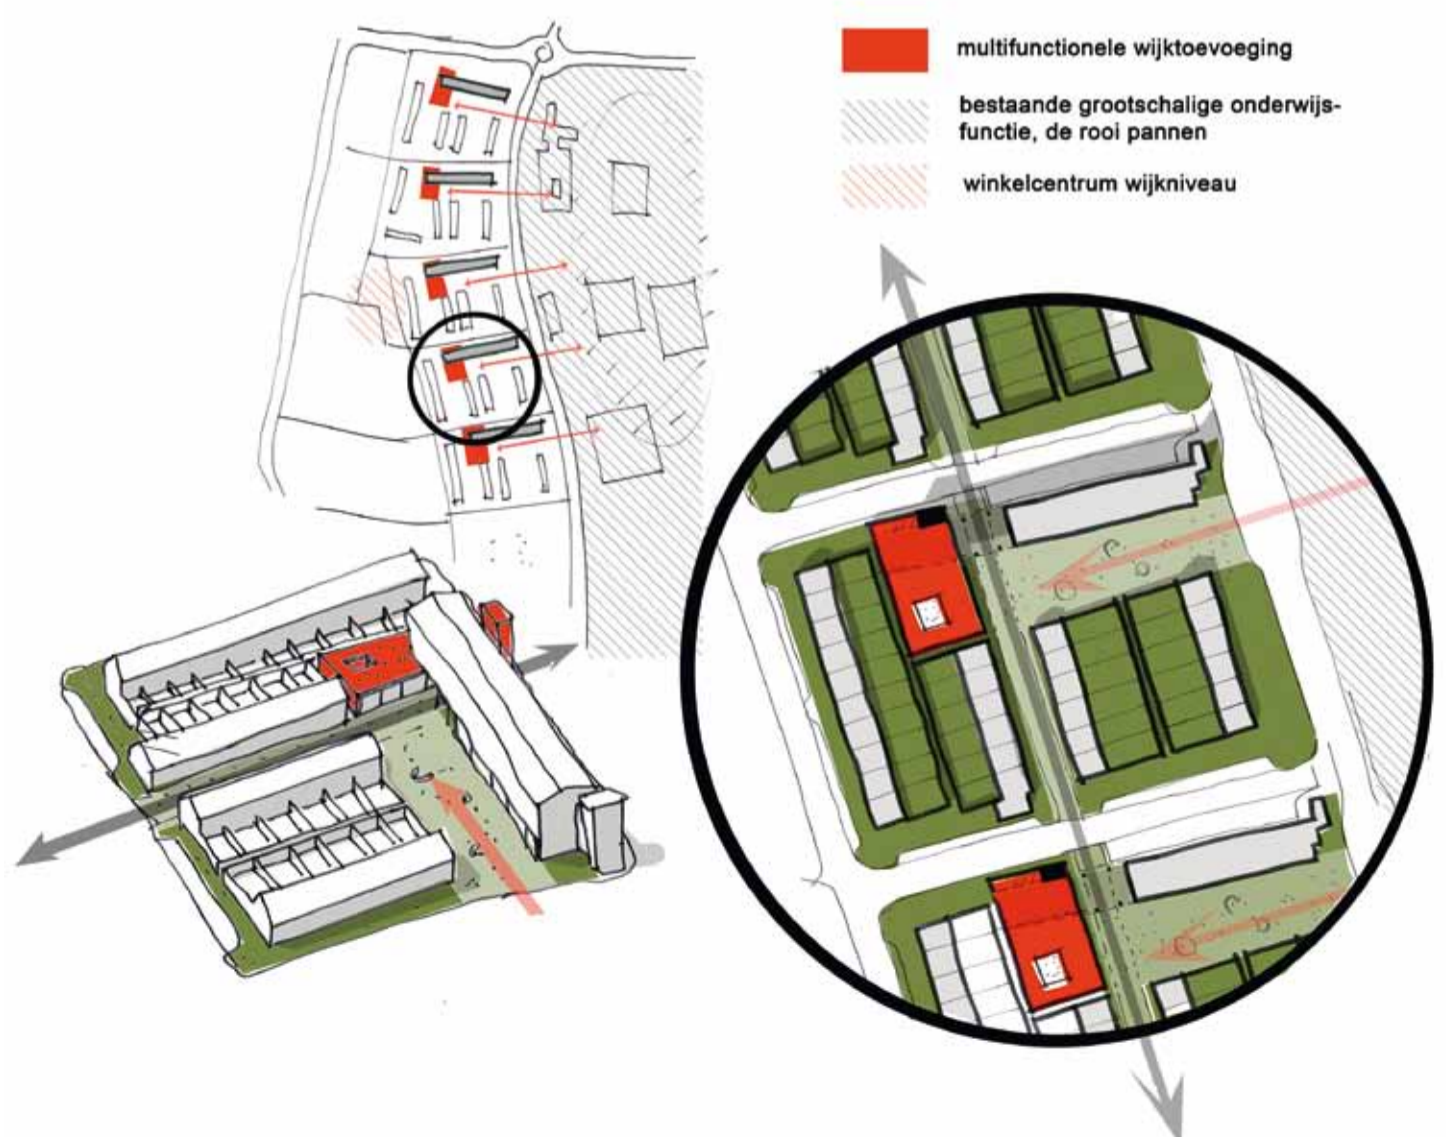 multifunctionele wijktoevoeging
bestaande grootschalige onderwijs-
functie, de rooi pannen
winkelcentrum wijkniveau